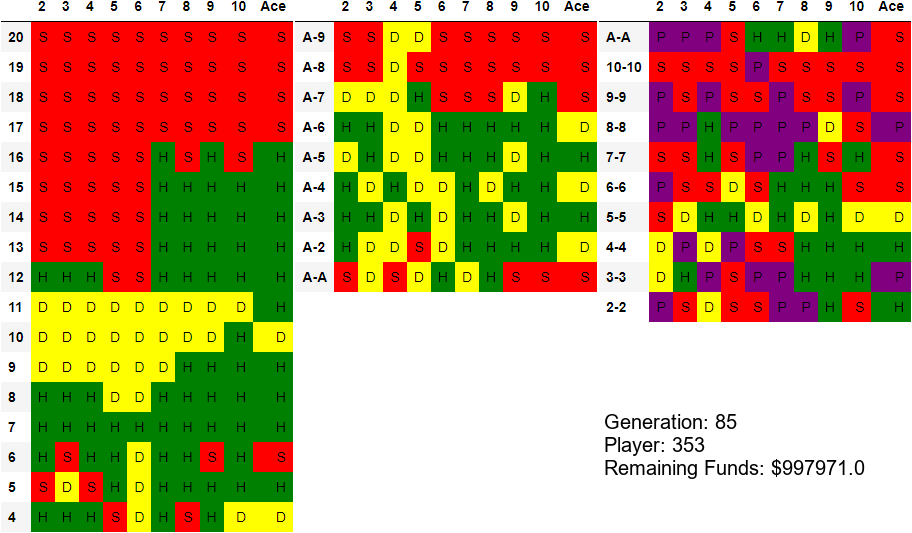 2 3 4 5 6 7 8 9 10 Ace
20 S S S S S S S S S S
19 S S S S S S S S S S
18 S S S S S S S S S S
17 S S S S S S S S S S
16 S S S S S H S H S H
15 S S S S S H H H H H
14 S S S S S H H H H H
13 S S S S S H H H H H
12 H H H S S H H H H H
11 D D D D D D D D D H
10 D D D D D D D D H D
9 D D D D D D H H H H
8 H H H D D H H H H H
7 H H H H H H H H H H
6 H S H H D H H S H S
5 S D S H D H H H H H
4 H H H S D H S H D D
2 3 4 5 6 7 8 9 10 Ace
A-9 S S D D S S S S S S
A-8 S S D S S S S S S S
A-7 D D D H S S S D H S
A-6 H H D D H H H H H D
A-5 D H D D H H H D H H
A-4 H D H D D H D H H D
A-3 H H D H D H H D H H
A-2 H D D S D H H H H D
A-A S D S D H D H S S S
2 3 4 5 6 7 8 9 10 Ace
A-A P P P S H H D H P S
10-10 S S S S P S S S S S
9-9 P S P S S P S S P S
8-8 P P H P P P P D S P
7-7 S S H S P P H S H S
6-6 P S S D S H H H S S
5-5 S D H H D H D H D D
4-4 D P D P S S H H H H
3-3 D H P S P P H H H P
2-2 P S D S S P P H S H
Generation: 85
Player: 353
Remaining Funds: $997971.0